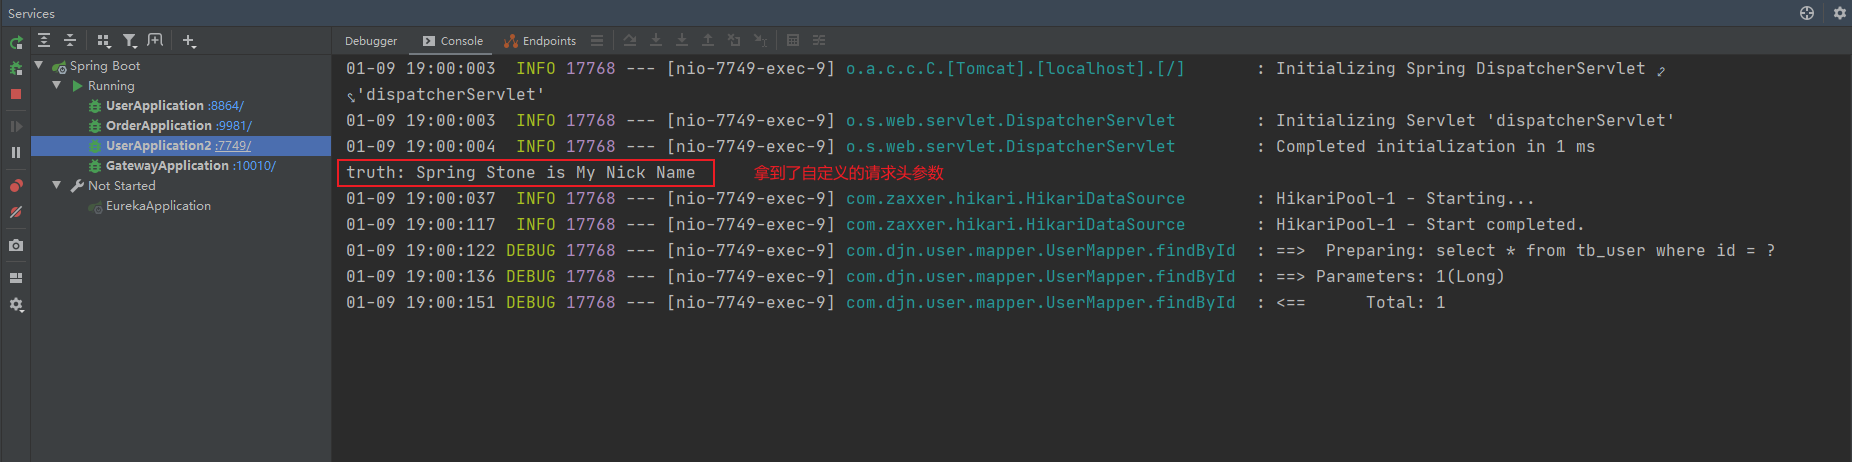 Services
Spring Boot
Running
UserApplication :8864/
OrderApplication :9981/
UserApplication2 :7749/
GatewayApplication :10010/
Not Started
EurekaApplication
Debugger Console Endpoints
01-09 19:00:003  INFO 17768 --- [nio-7749-exec-9] o.a.c.c.C.[Tomcat].[localhost].[/]       : Initializing Spring DispatcherServlet
'dispatcherServlet'
01-09 19:00:003  INFO 17768 --- [nio-7749-exec-9] o.s.web.servlet.DispatcherServlet        : Initializing Servlet 'dispatcherServlet'
01-09 19:00:004  INFO 17768 --- [nio-7749-exec-9] o.s.web.servlet.DispatcherServlet        : Completed initialization in 1 ms
truth: Spring Stone is My Nick Name 拿到了自定义的请求头参数
01-09 19:00:037  INFO 17768 --- [nio-7749-exec-9] com.zaxxer.hikari.HikariDataSource       : HikariPool-1 - Starting...
01-09 19:00:117  INFO 17768 --- [nio-7749-exec-9] com.zaxxer.hikari.HikariDataSource       : HikariPool-1 - Start completed.
01-09 19:00:122 DEBUG 17768 --- [nio-7749-exec-9] com.djn.user.mapper.UserMapper.findById  : ==>  Preparing: select * from tb_user where id = ?
01-09 19:00:136 DEBUG 17768 --- [nio-7749-exec-9] com.djn.user.mapper.UserMapper.findById  : ==> Parameters: 1(Long)
01-09 19:00:151 DEBUG 17768 --- [nio-7749-exec-9] com.djn.user.mapper.UserMapper.findById  : <==      Total: 1